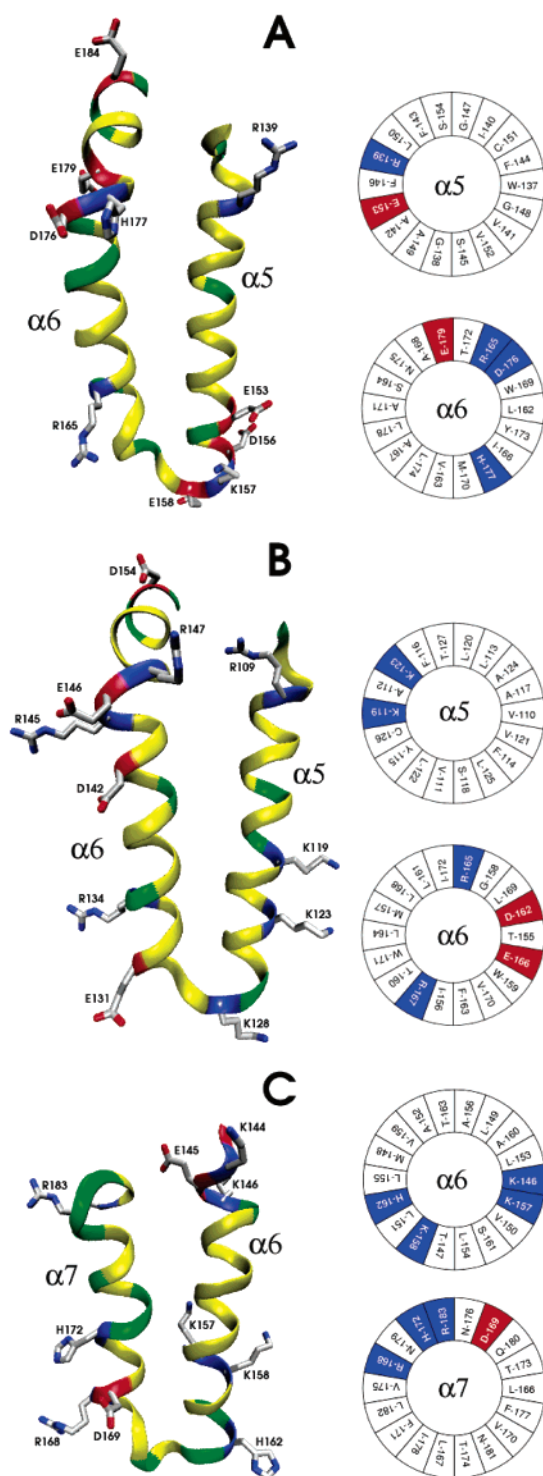 A
E184
R139
E179
D176
H177
α5
α6
R165
E153
D156
K157
E158
G-147
I-140
C-151
F-144
W-137
G-148
V-141
V-152
S-145
G-138
A-149
A-142
E-153
F-146
R-139
L-150
F-143
S-154
α5
T-172
R-165
D-176
W-169
L-162
Y-173
I-166
H-177
M-170
V-163
L-174
A-167
L-178
A-171
S-164
N-175
A-168
E-179
α6
B
D154
R147
R109
E146
R145
D142
α5
α6
K119
R134
K123
E131
K128
T-127
L-120
L-113
A-124
A-117
V-110
V-121
F-114
L-125
S-118
V-111
L-122
Y-115
C-126
K-119
A-112
K-123
F-116
α5
R-165
G-158
L-169
D-162
T-155
E-166
W-159
V-170
F-163
I-156
R-167
T-160
W-171
L-164
M-157
L-168
L-161
I-172
α6
C
K144
E145
K146
R183
α6
α7
K157
H172
K158
R168
D169
H162
A-156
L-149
A-160
L-153
K-146
K-157
V-150
S-161
L-154
T-147
K-158
L-151
H-162
L-155
M-148
V-159
A-152
T-163
α6
N-176
D-169
Q-180
T-173
L-166
F-177
V-170
N-181
T-174
L-167
I-178
F-171
L-182
V-175
R-168
N-179
H-172
R-183
α7